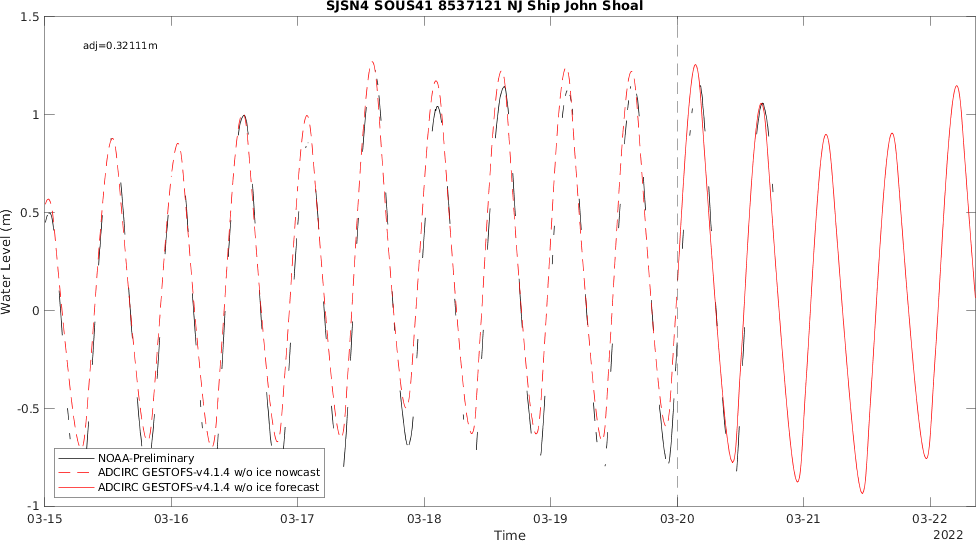 SJSN4 SOUS41 8537121 NJ Ship John Shoal
adj=0.32111m
1.5
1
0.5
0
-0.5
-1
Water Level (m)
NOAA-Preliminary
ADCIRC GESTOFS-v4.1.4 w/o ice nowcast
ADCIRC GESTOFS-v4.1.4 w/o ice forecast
03-15 03-16 03-17 03-18 03-19 03-20 03-21 03-22
Time
2022